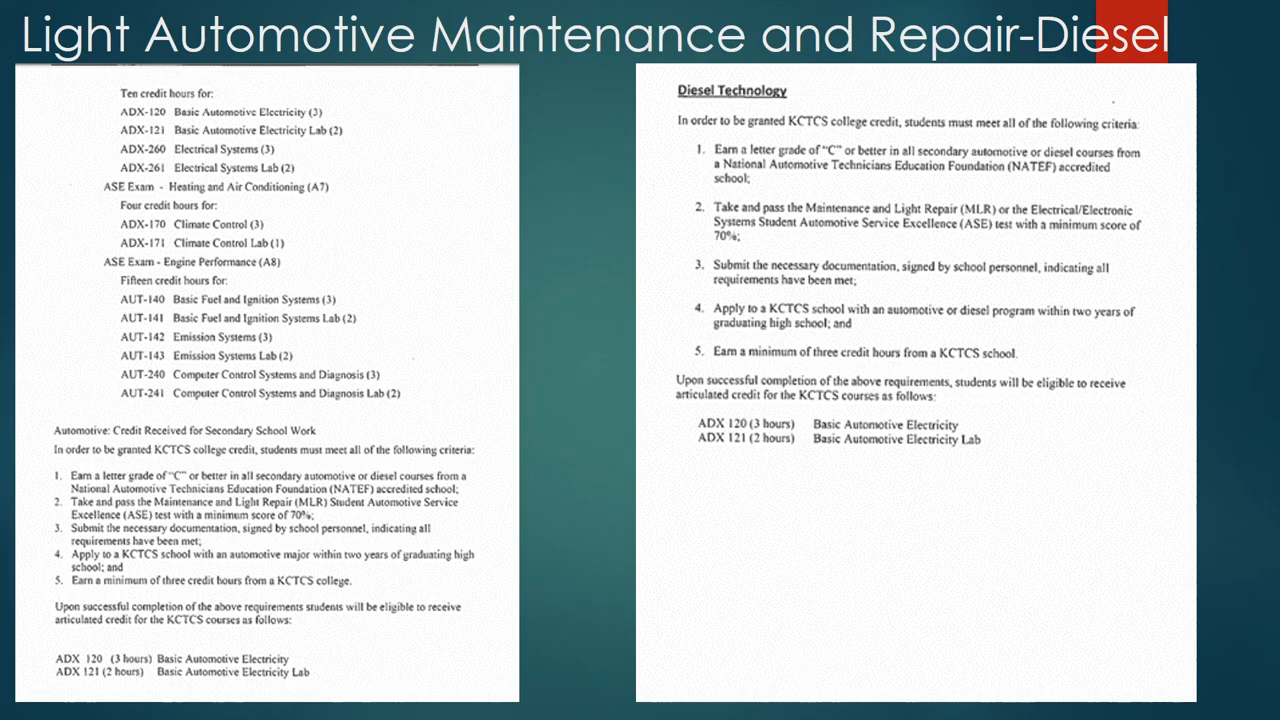 Light Automotive Maintenance and Repair-Diesel
Ten credit hours for:
ADX-120 Basic Automotive Electricity (3)
ADX-121 Basic Automotive Electricity Lab (2)
ADX-260 Electrical Systems (3)
ADX-261 Electrical Systems Lab (2)
ASE Exam - Heating and Air Conditioning (A7)
Four credit hours for:
ADX-170 Climate Control (3)
ADX-171 Climate Control Lab (1)
ASE Exam - Engine Performance (A8)
Fifteen credit hours for:
AUT-140 Basic Fuel and Ignition Systems (3)
AUT-141 Basic Fuel and Ignition Systems Lab (2)
AUT-142 Emission Systems (3)
AUT-143 Emission Systems Lab (2)
AUT-240 Computer Control Systems and Diagnosis (3)
AUT-241 Computer Control Systems and Diagnosis Lab (2)
Automotive: Credit Received for Secondary School Work
In order to be granted KCTCS college credit, students must meet all of the following criteria:
1. Earn a letter grade of "C" or better in all secondary automotive or diesel courses from a
National Automotive Technicians Education Foundation (NATEF) accredited school;
2. Take and pass the Maintenance and Light Repair (MLR) Student Automotive Service
Excellence (ASE) test with a minimum score of 70%;
3. Submit the necessary documentation, signed by school personnel, indicating all
requirements have been met;
4. Apply to a KCTCS school with an automotive major within two years of graduating high
school; and
5. Earn a minimum of three credit hours from a KCTCS college.
Upon successful completion of the above requirements students will be eligible to receive
articulated credit for the KCTCS courses as follows:
ADX 120 (3 hours) Basic Automotive Electricity
ADX 121 (2 hours) Basic Automotive Electricity Lab
Diesel Technology
In order to be granted KCTCS college credit, students must meet all of the following criteria:
1. Earn a letter grade of "C" or better in all secondary automotive or diesel courses from
a National Automotive Technicians Education Foundation (NATEF) accredited
school;
2. Take and pass the Maintenance and Light Repair (MLR) or the Electrical/Electronic
Systems Student Automotive Service Excellence (ASE) test with a minimum score of
70%;
3. Submit the necessary documentation, signed by school personnel, indicating all
requirements have been met;
4. Apply to a KCTCS school with an automotive or diesel program within two years of
graduating high school; and
5. Earn a minimum of three credit hours from a KCTCS school.
Upon successful completion of the above requirements, students will be eligible to receive
articulated credit for the KCTCS courses as follows:
ADX 120 (3 hours) Basic Automotive Electricity
ADX 121 (2 hours) Basic Automotive Electricity Lab